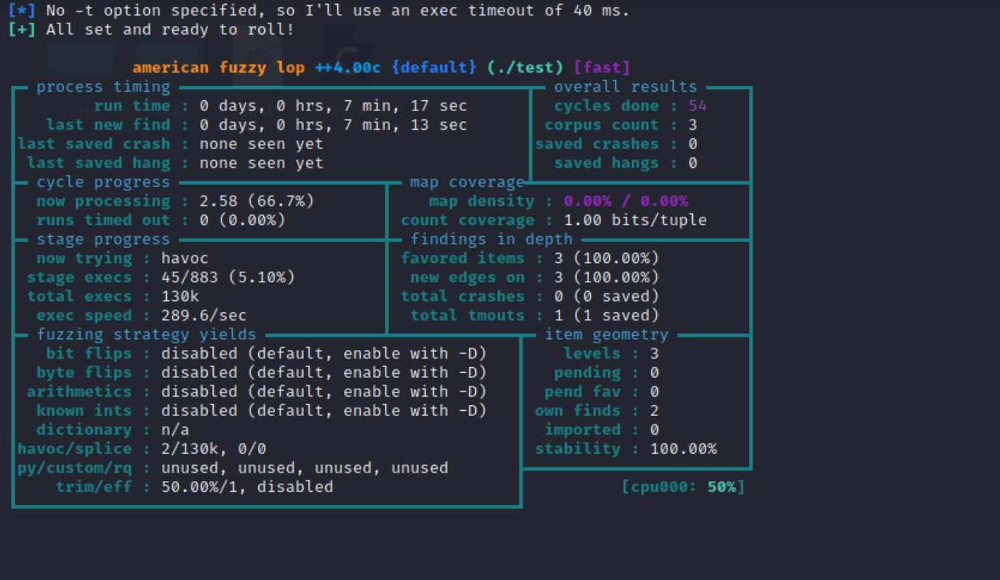 [*] No -t option specified, so I'll use an exec timeout of 40 ms.
[+] All set and ready to roll!
american fuzzy lop ++4.00c {default} (./test) [fast]
process timing overall results
run time : 0 days, 0 hrs, 7 min, 17 sec cycles done : 54
last new find : 0 days, 0 hrs, 7 min, 13 sec corpus count : 3
last saved crash : none seen yet saved crashes : 0
last saved hang : none seen yet saved hangs : 0
cycle progress map coverage
now processing : 2.58 (66.7%) map density : 0.00% / 0.00%
runs timed out : 0 (0.00%) count coverage : 1.00 bits/tuple
stage progress findings in depth
now trying : havoc favored items : 3 (100.00%)
stage execs : 45/883 (5.10%) new edges on : 3 (100.00%)
total execs : 130k total crashes : 0 (0 saved)
exec speed : 289.6/sec total tmouts : 1 (1 saved)
fuzzing strategy yields item geometry
bit flips : disabled (default, enable with -D) levels : 3
byte flips : disabled (default, enable with -D) pending : 0
arithmetics : disabled (default, enable with -D) pend fav : 0
known ints : disabled (default, enable with -D) own finds : 2
dictionary : n/a imported : 0
havoc/splice : 2/130k, 0/0 stability : 100.00%
py/custom/rq : unused, unused, unused, unused
trim/eff : 50.00%/1, disabled [cpu000: 50%]